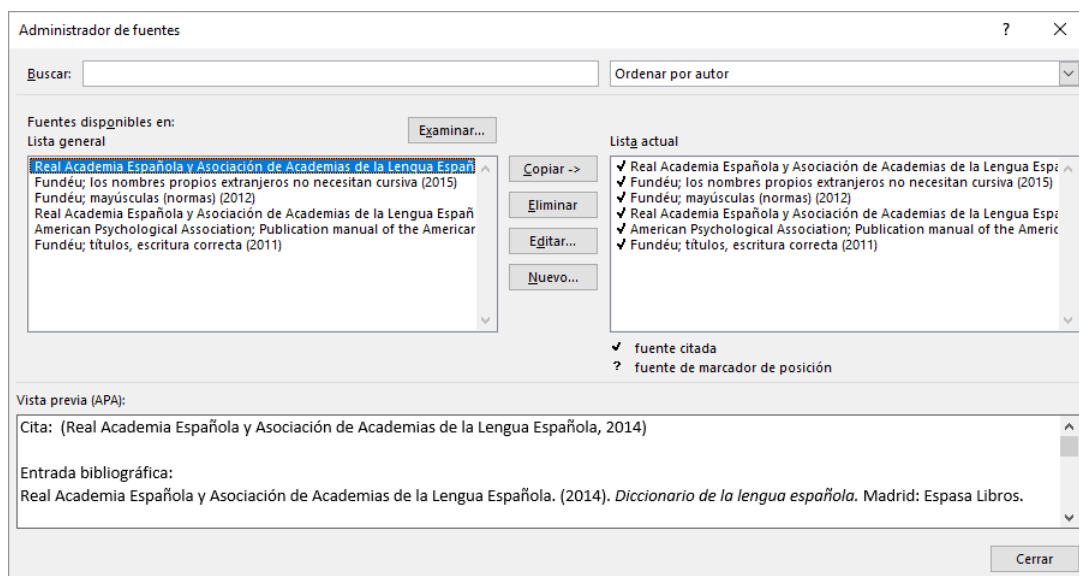 Administrador de fuentes
Buscar:
Ordenar por autor
Fuentes disponibles en:
Lista general
Examinar...
Real Academia Española y Asociación de Academias de la Lengua Españ
Fundéu; los nombres propios extranjeros no necesitan cursiva (2015)
Fundéu; mayúsculas (normas) (2012)
Real Academia Española y Asociación de Academias de la Lengua Españ
American Psychological Association; Publication manual of the American
Fundéu; títulos, escritura correcta (2011)
Copiar ->
Eliminar
Editar...
Nuevo...
Lista actual
✓ Real Academia Española y Asociación de Academias de la Lengua Espa
✓ Fundéu; los nombres propios extranjeros no necesitan cursiva (2015)
✓ Fundéu; mayúsculas (normas) (2012)
✓ Real Academia Española y Asociación de Academias de la Lengua Espa
✓ American Psychological Association; Publication manual of the Americ
✓ Fundéu; títulos, escritura correcta (2011)
✓ fuente citada
? fuente de marcador de posición
Vista previa (APA):
Cita: (Real Academia Española y Asociación de Academias de la Lengua Española, 2014)
Entrada bibliográfica:
Real Academia Española y Asociación de Academias de la Lengua Española. (2014). Diccionario de la lengua española. Madrid: Espasa Libros.
Cerrar